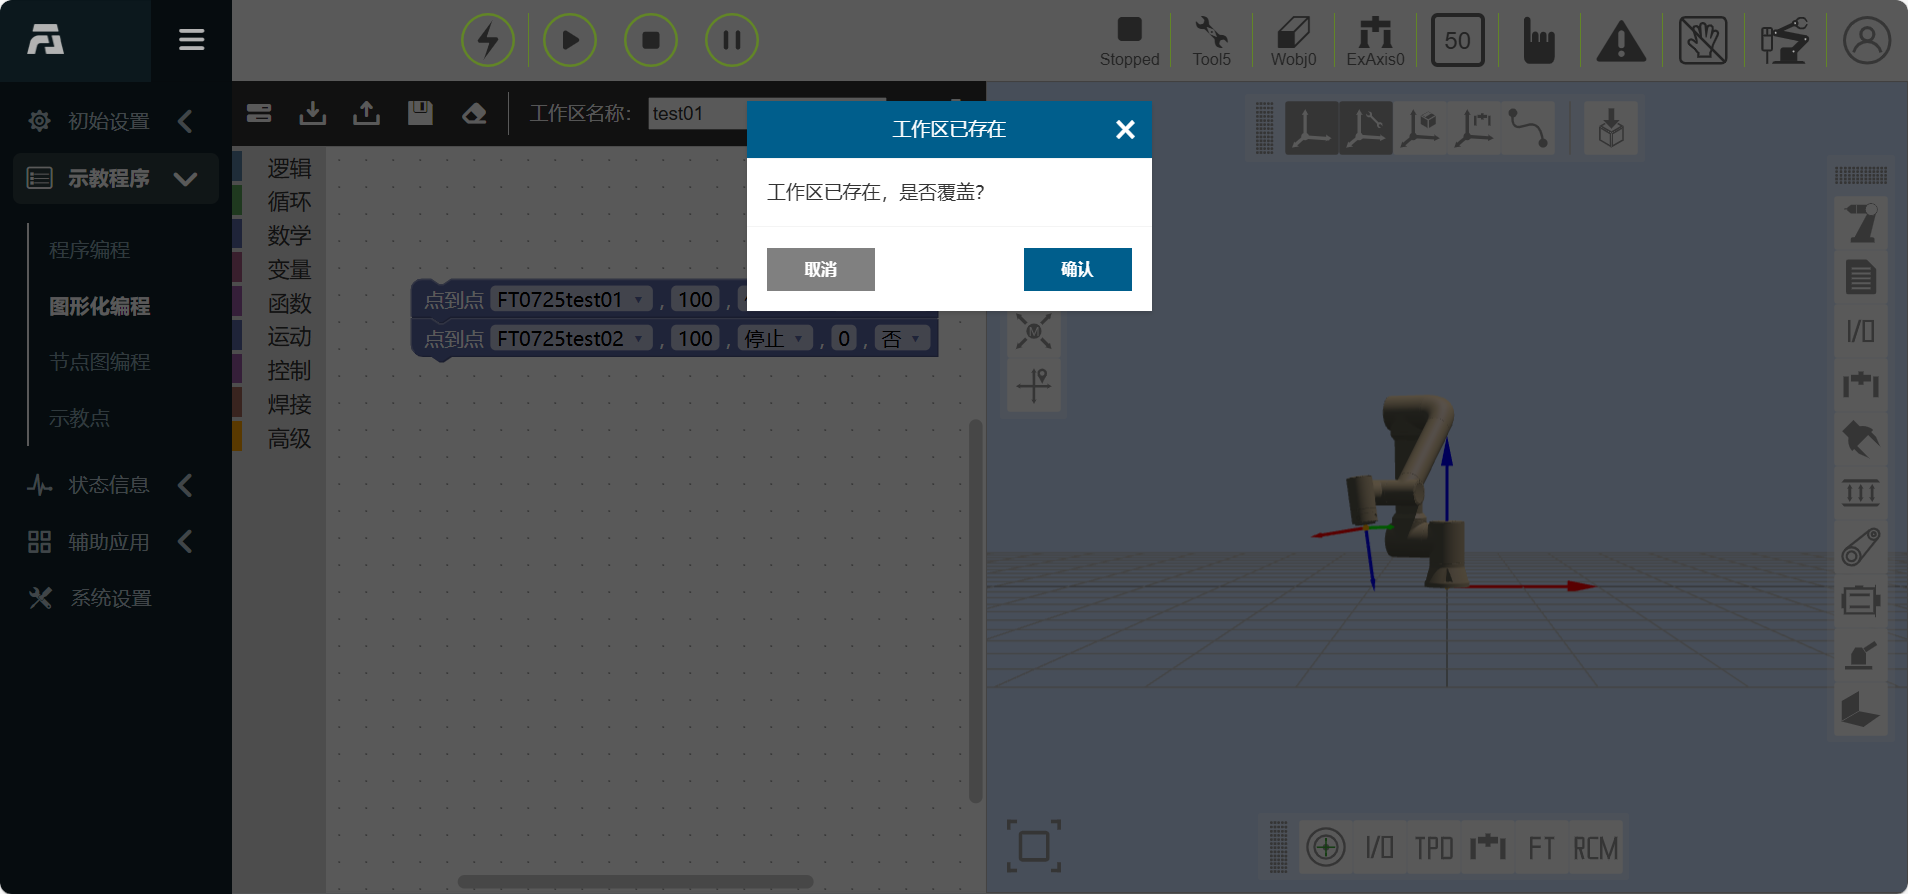 Stopped
Tool5
Wobj0
ExAxis0
50
初始设置
示教程序
程序编程
图形化编程
节点图编程
示教点
状态信息
辅助应用
系统设置
工作区名称：
test01
逻辑
循环
数学
变量
函数
运动
控制
焊接
高级
点到点 FT0725test01 , 100 ,
点到点 FT0725test02 , 100 , 停止 , 0 , 否
工作区已存在
工作区已存在，是否覆盖？
取消
确认
M
I/O
I/O
TPD
FT
RCM